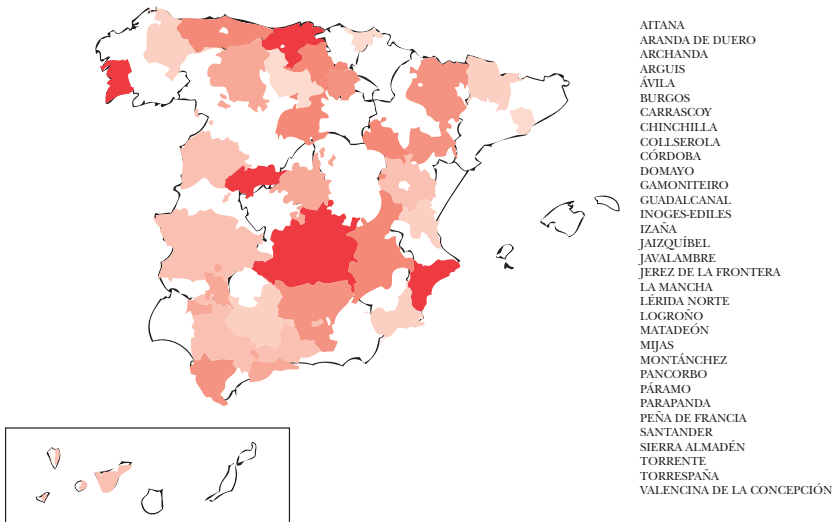 AITANA
ARANDA DE DUERO
ARCHANDA
ARGUIS
ÁVILA
BURGOS
CARRASCOY
CHINCHILLA
COLLSEROLA
CÓRDOBA
DOMAYO
GAMONITEIRO
GUADALCANAL
INOGES-EDILES
IZAÑA
JAIZQUÍBEL
JAVALAMBRE
JEREZ DE LA FRONTERA
LA MANCHA
LÉRIDA NORTE
LOGROÑO
MATADEÓN
MIJAS
MONTÁNCHEZ
PANCORBO
PÁRAMO
PARAPANDA
PEÑA DE FRANCIA
SANTANDER
SIERRA ALMADÉN
TORRENTE
TORRESPAÑA
VALENCINA DE LA CONCEPCIÓN